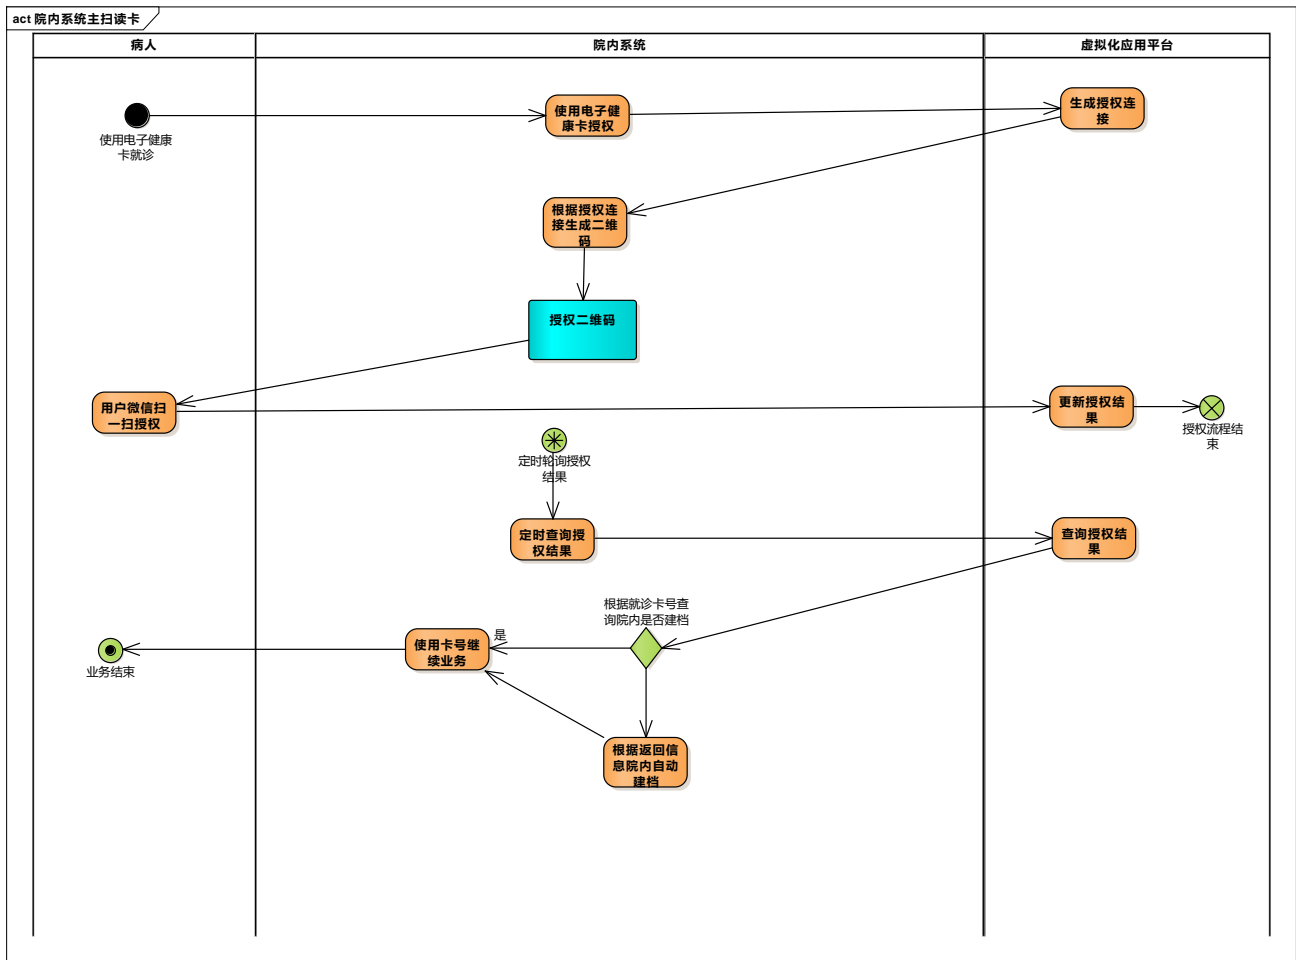 act 院内系统主扫读卡
病人
院内系统
虚拟化应用平台
使用电子健康
卡就诊
使用电子健
康卡授权
生成授权连
接
根据授权连
接生成二维
码
授权二维码
用户微信扫
一扫授权
更新授权结
果
授权流程结
束
定时轮询授权
结果
定时查询授
权结果
查询授权结
果
根据就诊卡号查
询院内是否建档
是
使用卡号继
续业务
业务结束
根据返回信
息院内自动
建档